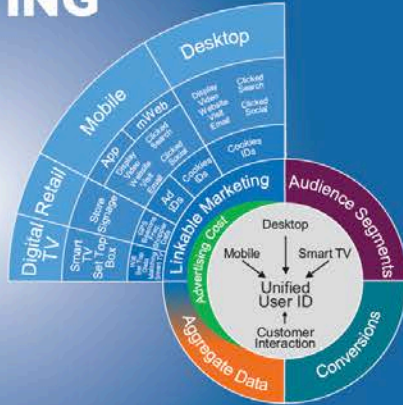 ING
Desktop
Mobile
Retail
Digital TV
App
mWeb
Display
Video
Website
Visit
Email
Clicked
Search
Clicked
Social
Display
Video
Website
Visit
Email
Clicked
Search
Clicked
Social
Store
Signage
Smart
TV
Set Top
Box
Ad
IDs
Cookies
IDs
Cookies
IDs
Linkable Marketing
Audience Segments
Advertising Cost
Desktop
Mobile
Smart TV
Unified
User ID
Customer
Interaction
Aggregate Data
Conversions